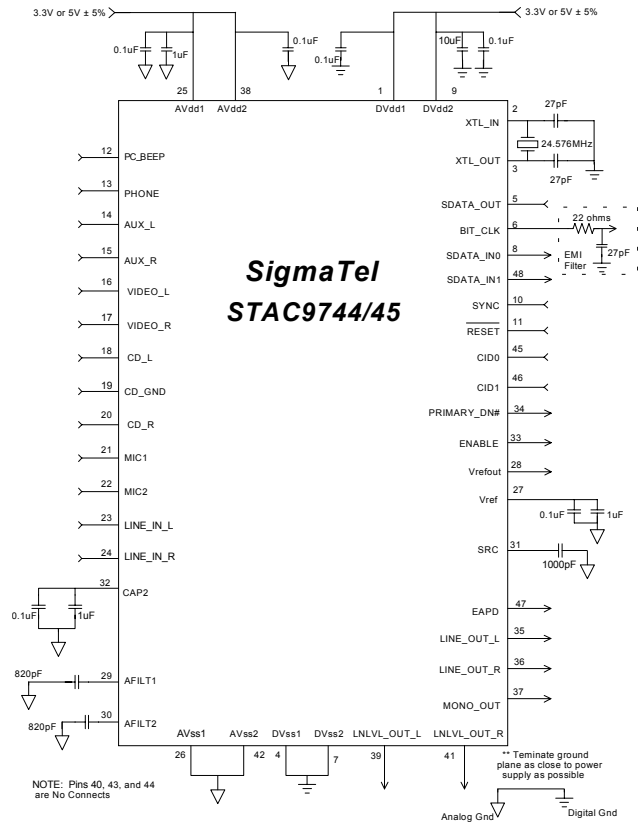 3.3V or 5V ± 5%
3.3V or 5V ± 5%
0.1uF
1uF
0.1uF
0.1uF
10uF
0.1uF
25
38
1
9
AVdd1
AVdd2
DVdd1
DVdd2
2
XTL_IN
27pF
24.576MHz
XTL_OUT
3
27pF
12
PC_BEEP
13
PHONE
14
AUX_L
15
AUX_R
16
VIDEO_L
17
VIDEO_R
18
CD_L
19
CD_GND
20
CD_R
21
MIC1
22
MIC2
23
LINE_IN_L
24
LINE_IN_R
32
CAP2
0.1uF
1uF
820pF
29
AFILT1
820pF
30
AFILT2
SigmaTel
STAC9744/45
SDATA_OUT
5
BIT_CLK
6
22 ohms
EMI
Filter
27pF
SDATA_IN0
8
SDATA_IN1
48
SYNC
10
RESET
11
CID0
45
CID1
46
PRIMARY_DN#
34
ENABLE
33
Vrefout
28
Vref
27
0.1uF
1uF
SRC
31
1000pF
EAPD
47
LINE_OUT_L
35
LINE_OUT_R
36
MONO_OUT
37
AVss1
AVss2
DVss1
DVss2
LNLVL_OUT_L
LNLVL_OUT_R
26
42
4
7
39
41
NOTE: Pins 40, 43, and 44
are No Connects
** Teminate ground
plane as close to power
supply as possible
Analog Gnd
Digital Gnd